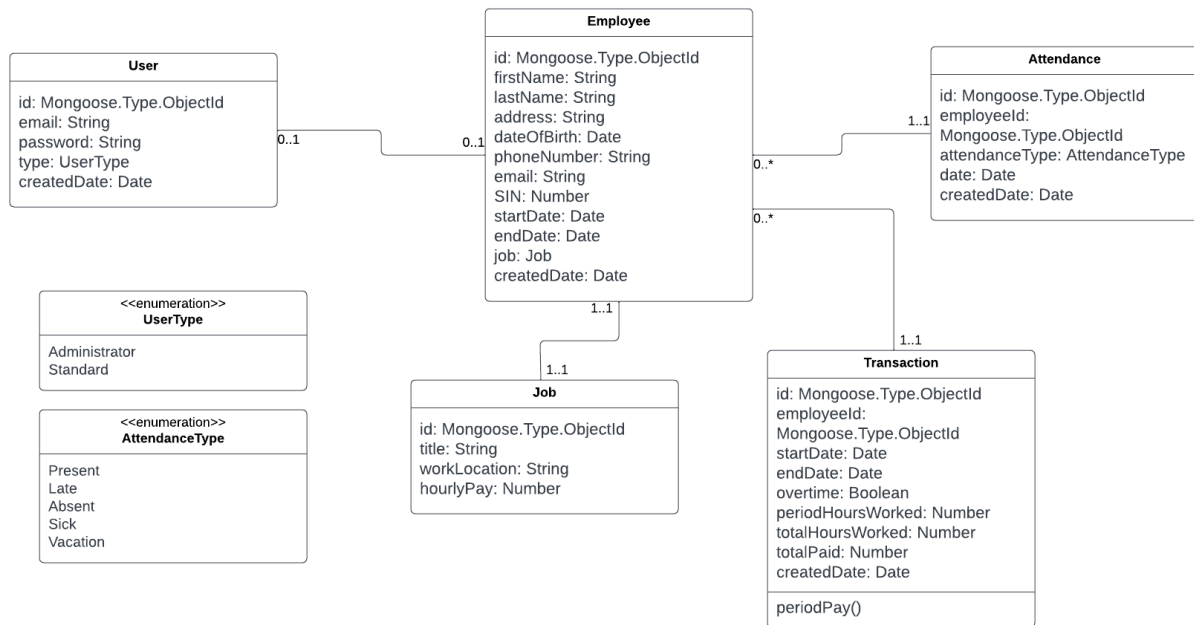 User
id: Mongoose.Type.ObjectId
email: String
password: String
type: UserType
createdDate: Date
0..1
0..1
Employee
id: Mongoose.Type.ObjectId
firstName: String
lastName: String
address: String
dateOfBirth: Date
phoneNumber: String
email: String
SIN: Number
startDate: Date
endDate: Date
job: Job
createdDate: Date
0..*
1..1
Attendance
id: Mongoose.Type.ObjectId
employeeId:
Mongoose.Type.ObjectId
attendanceType: AttendanceType
date: Date
createdDate: Date
0..*
1..1
1..1
1..1
<<enumeration>>
UserType
Administrator
Standard
<<enumeration>>
AttendanceType
Present
Late
Absent
Sick
Vacation
Job
id: Mongoose.Type.ObjectId
title: String
workLocation: String
hourlyPay: Number
Transaction
id: Mongoose.Type.ObjectId
employeeId:
Mongoose.Type.ObjectId
startDate: Date
endDate: Date
overtime: Boolean
periodHoursWorked: Number
totalHoursWorked: Number
totalPaid: Number
createdDate: Date
periodPay()